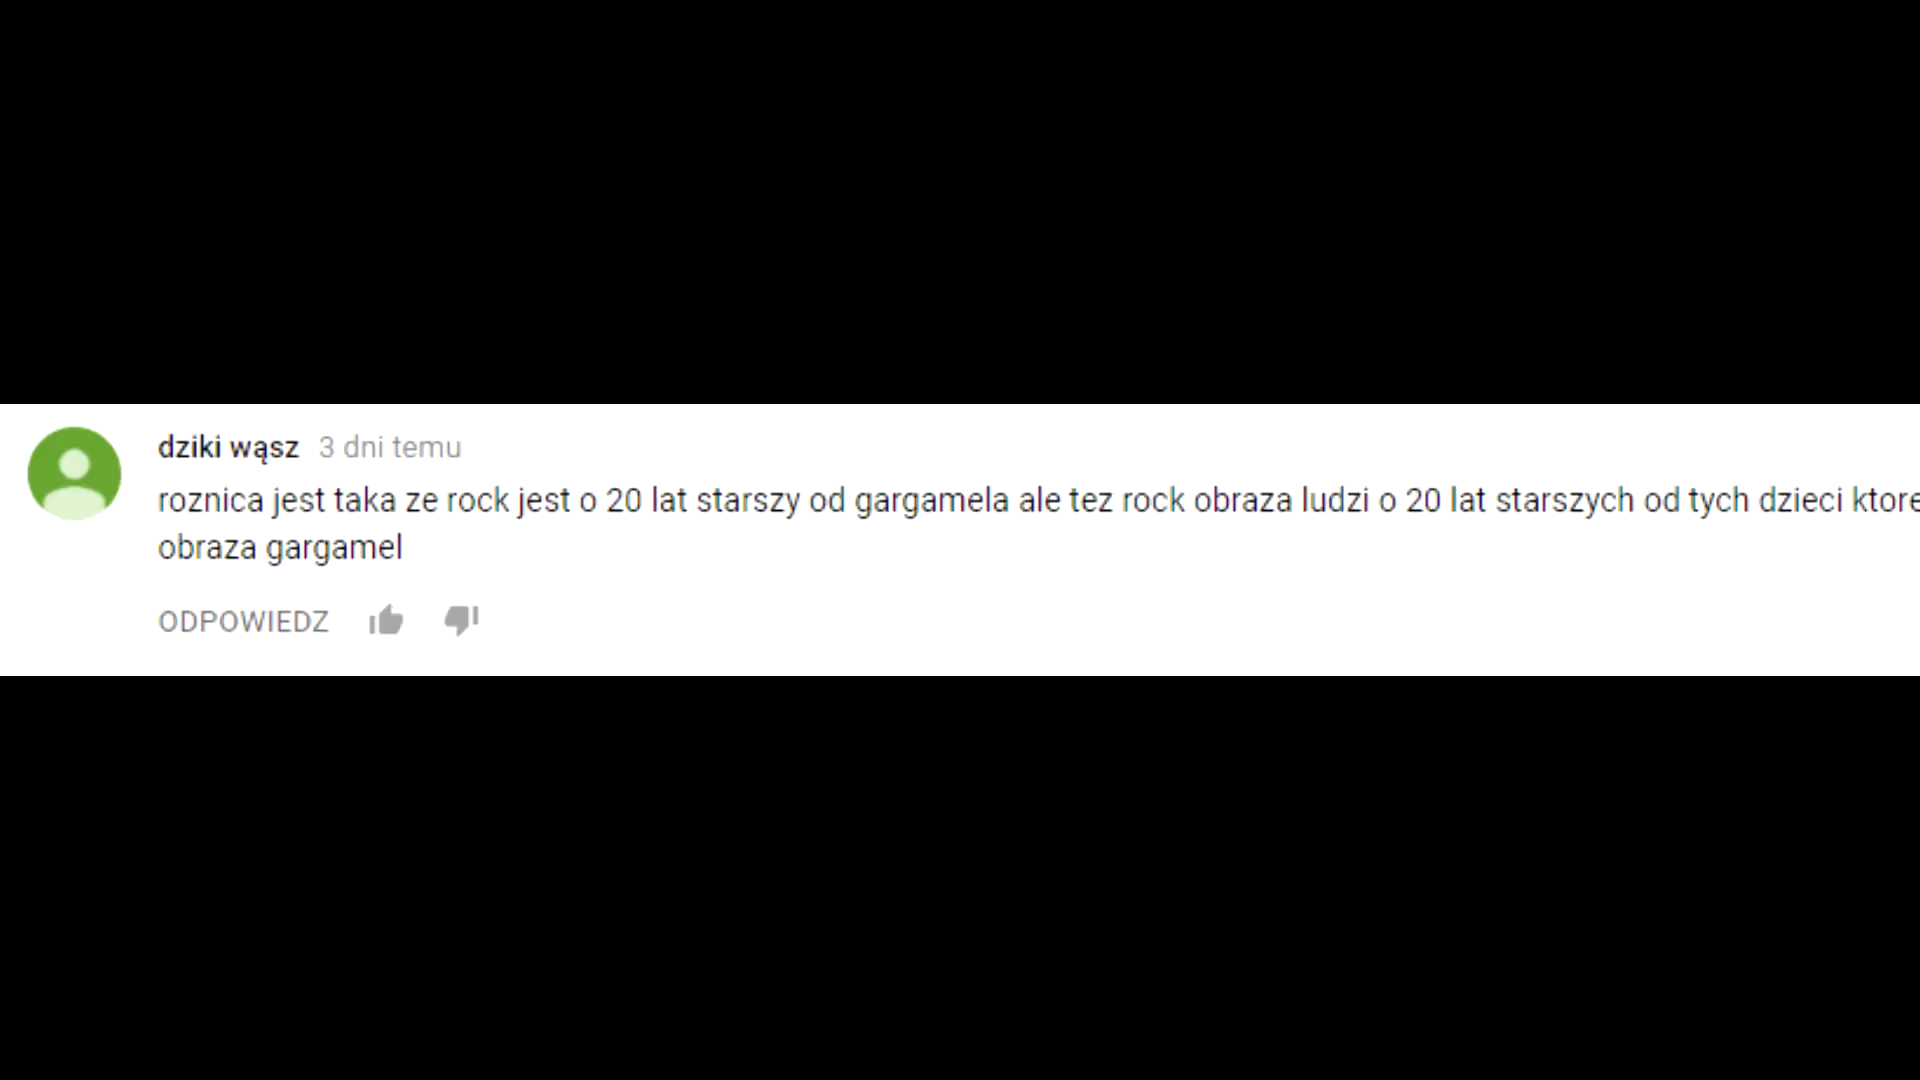 dziki wąsz 3 dni temu
roznica jest taka ze rock jest o 20 lat starszy od gargamela ale tez rock obraza ludzi o 20 lat starszych od tych dzieci ktore
obraza gargamel
ODPOWIEDZ